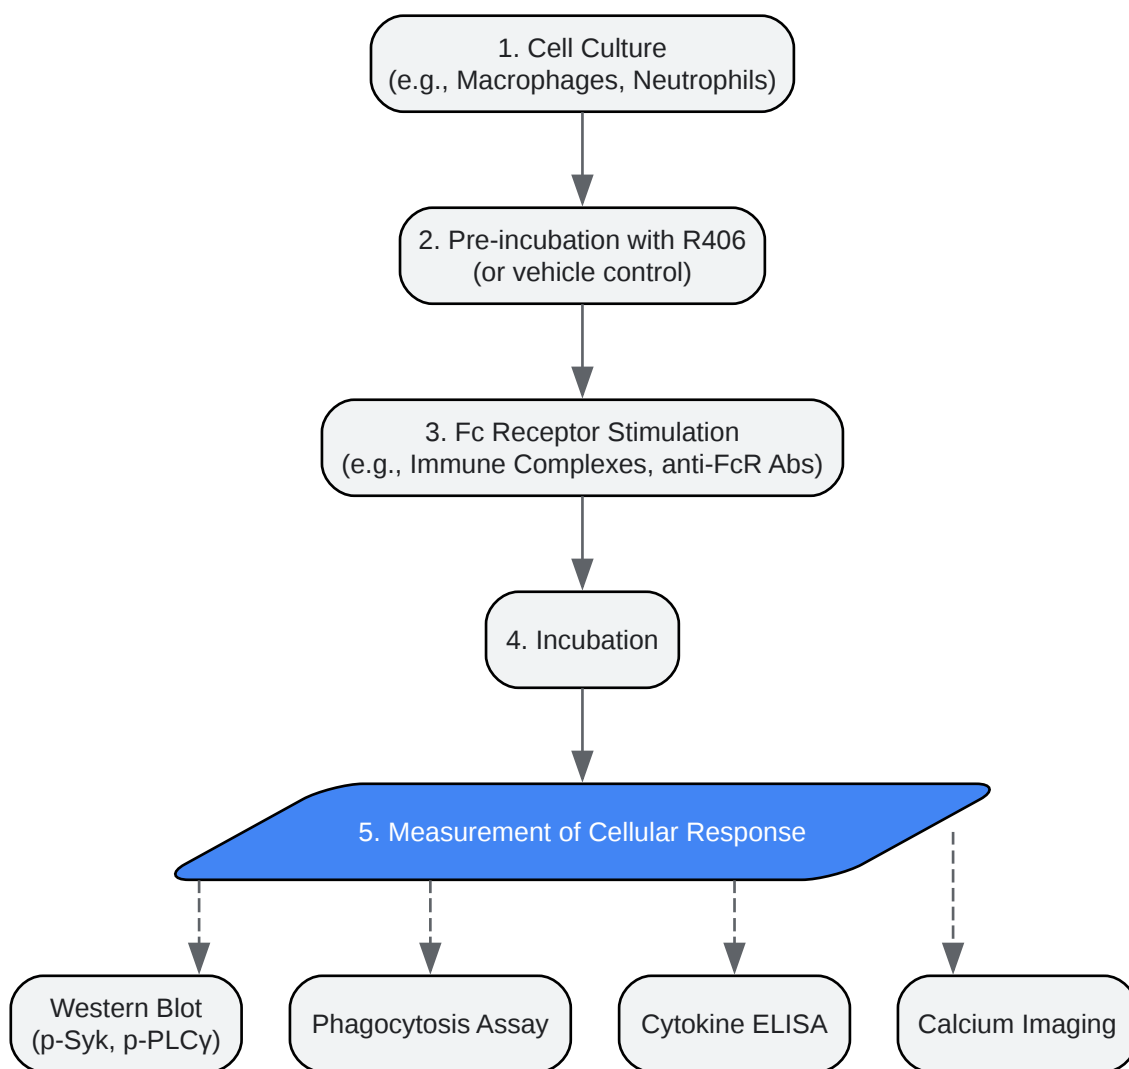 1. Cell Culture
(e.g., Macrophages, Neutrophils)
2. Pre-incubation with R406
(or vehicle control)
3. Fc Receptor Stimulation
(e.g., Immune Complexes, anti-FcR Abs)
4. Incubation
5. Measurement of Cellular Response
Western Blot
(p-Syk, p-PLCγ)
Phagocytosis Assay
Cytokine ELISA
Calcium Imaging